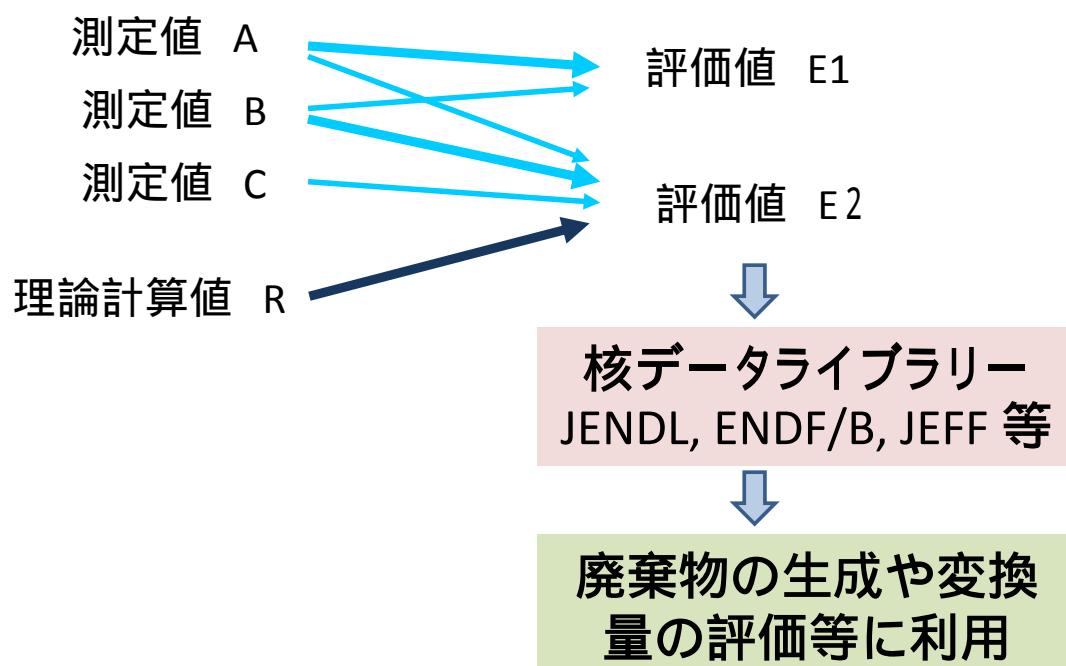 測定値 A
測定値 B
測定値 C
理論計算値 R
評価値 E1
評価値 E2
核データライブラリー
JENDL, ENDF/B, JEFF 等
廃棄物の生成や変換
量の評価等に利用